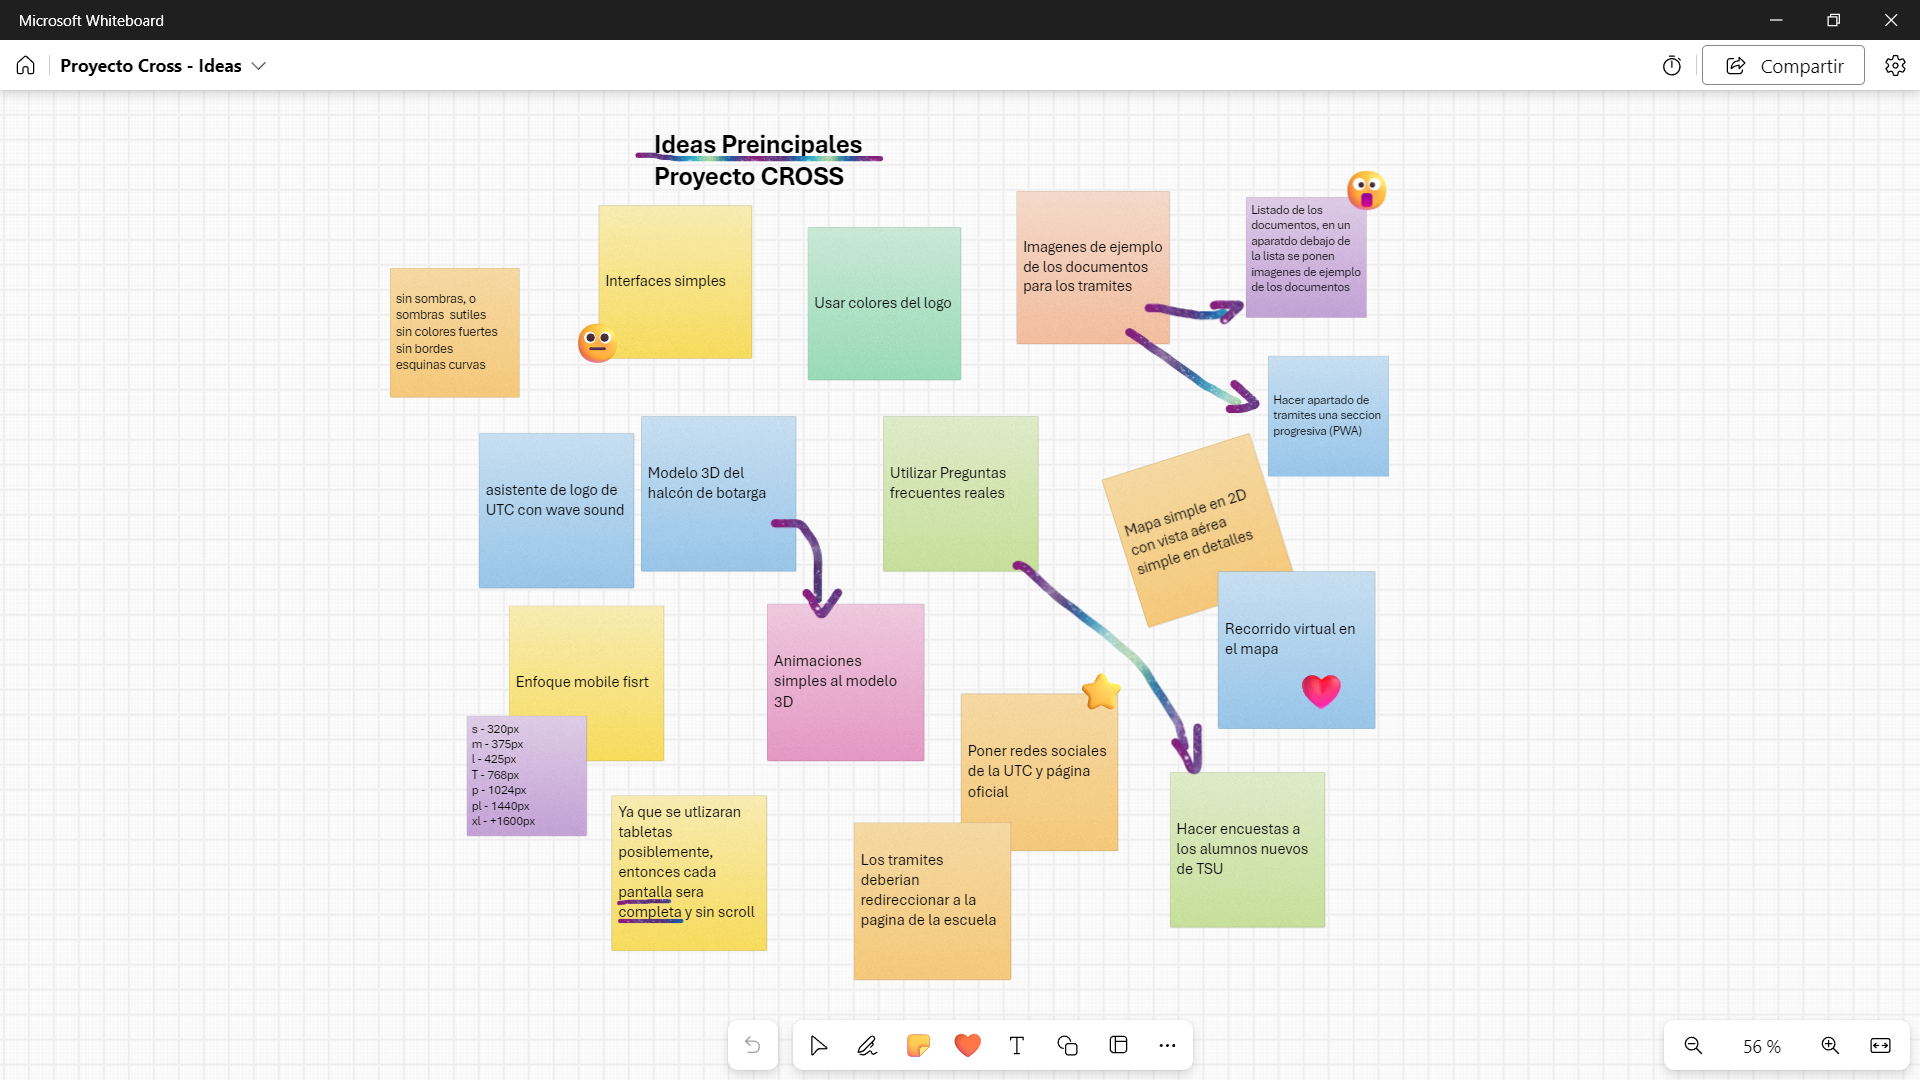 Microsoft Whiteboard
Proyecto Cross - Ideas
Compartir
Ideas Preincipales
Proyecto CROSS
sin sombras, o
sombras  sutiles
sin colores fuertes
sin bordes
esquinas curvas
Interfaces simples
Usar colores del logo
Imagenes de ejemplo
de los documentos
para los tramites
Listado de los
documentos, en un
aparatdo debajo de
la lista se ponen
imagenes de ejemplo
de los documentos
Hacer apartado de
tramites una seccion
progresiva (PWA)
asistente de logo de
UTC con wave sound
Modelo 3D del
halcón de botarga
Utilizar Preguntas
frecuentes reales
Mapa simple en 2D
con vista aérea
simple en detalles
Recorrido virtual en
el mapa
Enfoque mobile fisrt
s - 320px
m - 375px
l - 425px
T - 768px
p - 1024px
pl - 1440px
xl - +1600px
Animaciones
simples al modelo
3D
Poner redes sociales
de la UTC y página
oficial
Ya que se utlizaran
tabletas
posiblemente,
entonces cada
pantalla sera
completa y sin scroll
Los tramites
deberian
redireccionar a la
pagina de la escuela
Hacer encuestas a
los alumnos nuevos
de TSU
56 %